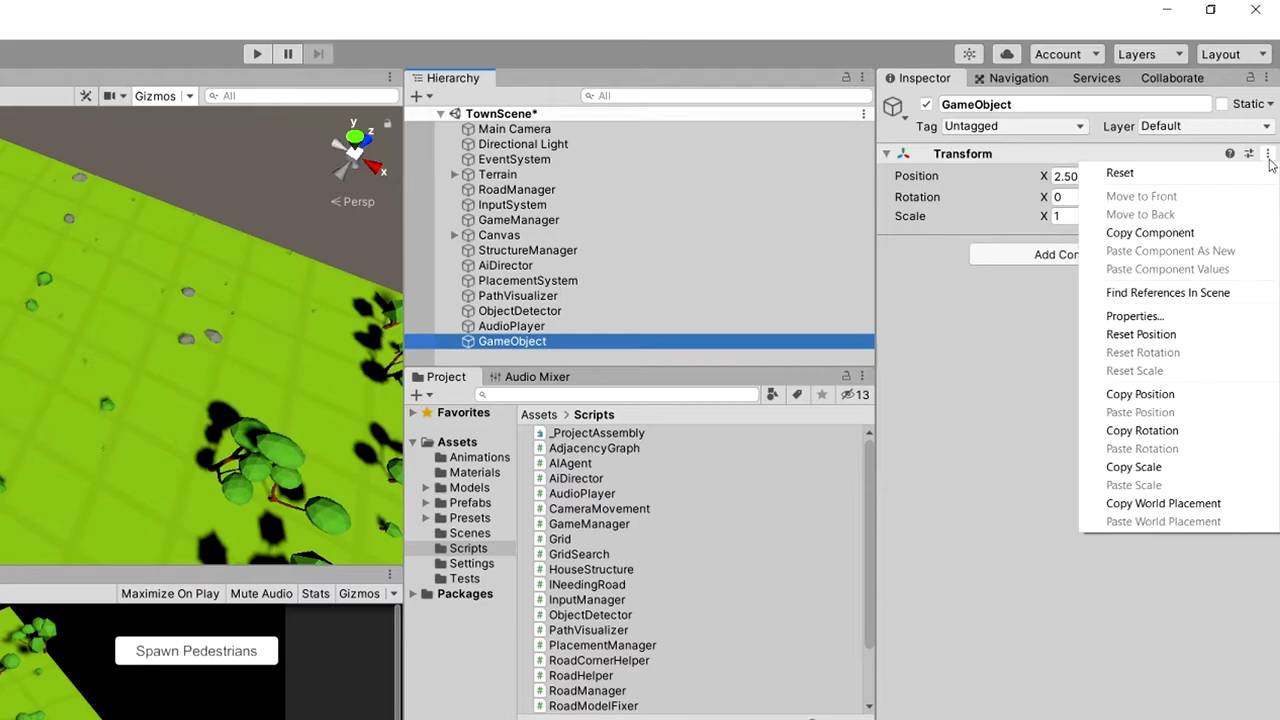 Account
Layers
Layout
Gizmos
All
y
z
x
Persp
Maximize On Play
Mute Audio
Stats
Gizmos
Spawn Pedestrians
Hierarchy
All
TownScene*
Main Camera
Directional Light
EventSystem
Terrain
RoadManager
InputSystem
GameManager
Canvas
StructureManager
AiDirector
PlacementSystem
PathVisualizer
ObjectDetector
AudioPlayer
GameObject
Project
Audio Mixer
13
Favorites
Assets
Animations
Materials
Models
Prefabs
Presets
Scenes
Scripts
Settings
Tests
Packages
Assets > Scripts
_ProjectAssembly
AdjacencyGraph
AIAgent
AiDirector
AudioPlayer
CameraMovement
GameManager
Grid
GridSearch
HouseStructure
INeedingRoad
InputManager
ObjectDetector
PathVisualizer
PlacementManager
RoadCornerHelper
RoadHelper
RoadManager
RoadModelFixer
Inspector
Navigation
Services
Collaborate
GameObject
Static
Tag Untagged
Layer Default
Transform
Position X 2.50
Rotation X 0
Scale X 1
Add Con
Reset
Move to Front
Move to Back
Copy Component
Paste Component As New
Paste Component Values
Find References In Scene
Properties...
Reset Position
Reset Rotation
Reset Scale
Copy Position
Paste Position
Copy Rotation
Paste Rotation
Copy Scale
Paste Scale
Copy World Placement
Paste World Placement